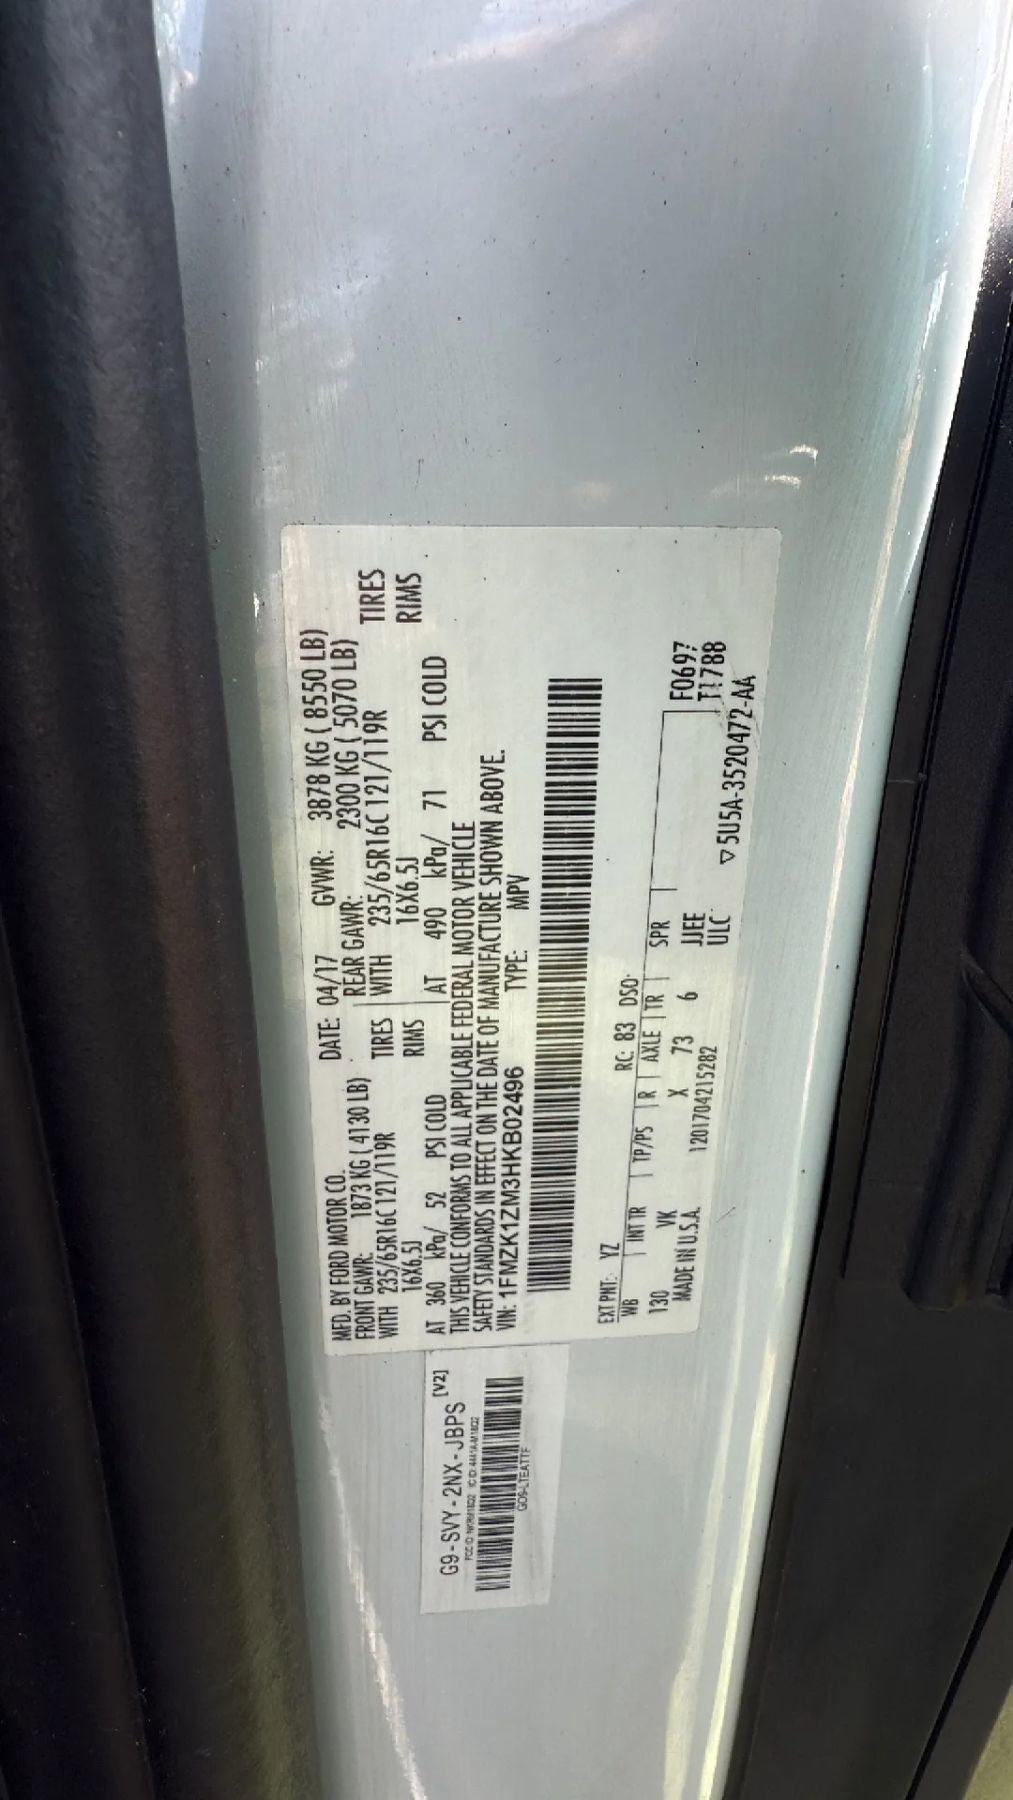 MFD. BY FORD MOTOR CO. DATE: 04/17 GVWR: 3878 KG ( 8550 LB)
FRONT GAWR: 1873 KG ( 4130 LB) REAR GAWR: 2300 KG ( 5070 LB)
WITH 235/65R16C 121/119R TIRES WITH 235/65R16C 121/119R TIRES
16X6.5J RIMS 16X6.5J RIMS
AT 360 kPa/ 52 PSI COLD AT 490 kPa/ 71 PSI COLD
THIS VEHICLE CONFORMS TO ALL APPLICABLE FEDERAL MOTOR VEHICLE
SAFETY STANDARDS IN EFFECT ON THE DATE OF MANUFACTURE SHOWN ABOVE.
VIN: 1FMZK1ZM3HKB02496 TYPE: MPV
EXT PNT: YZ RC: 83 DSO:
WB INT TR TP/PS R AXLE TR SPR F0697
130 VK X 73 6 JJEE T1788
MADE IN U.S.A. 1201704215282 ULC
▽5U5A-3520472-AA
G9-SVY-2NX-JBPS [V2]
GO9-LTEATTF